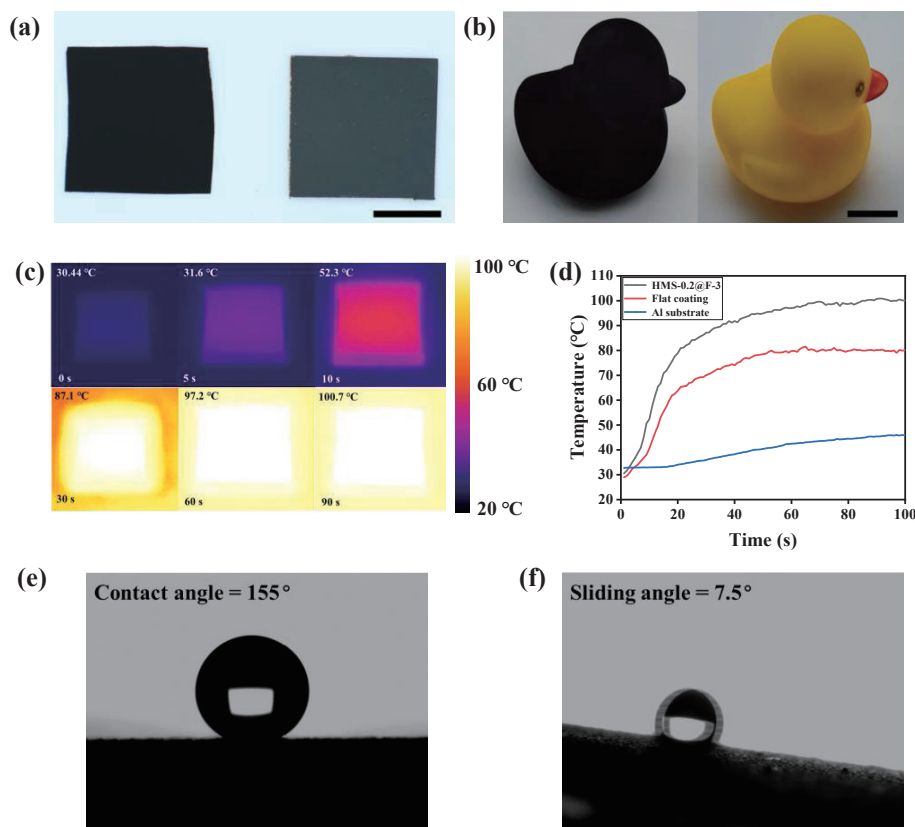 (a)
(b)
(c)
30.44 °C
31.6 °C
52.3 °C
0 s
5 s
10 s
87.1 °C
97.2 °C
100.7 °C
30 s
60 s
90 s
100 °C
60 °C
20 °C
(d)
HMS-0.2@F-3
Flat coating
Al substrate
Temperature (°C)
110
100
90
80
70
60
50
40
30
20
0
20
40
60
80
100
Time (s)
(e)
Contact angle = 155°
(f)
Sliding angle = 7.5°